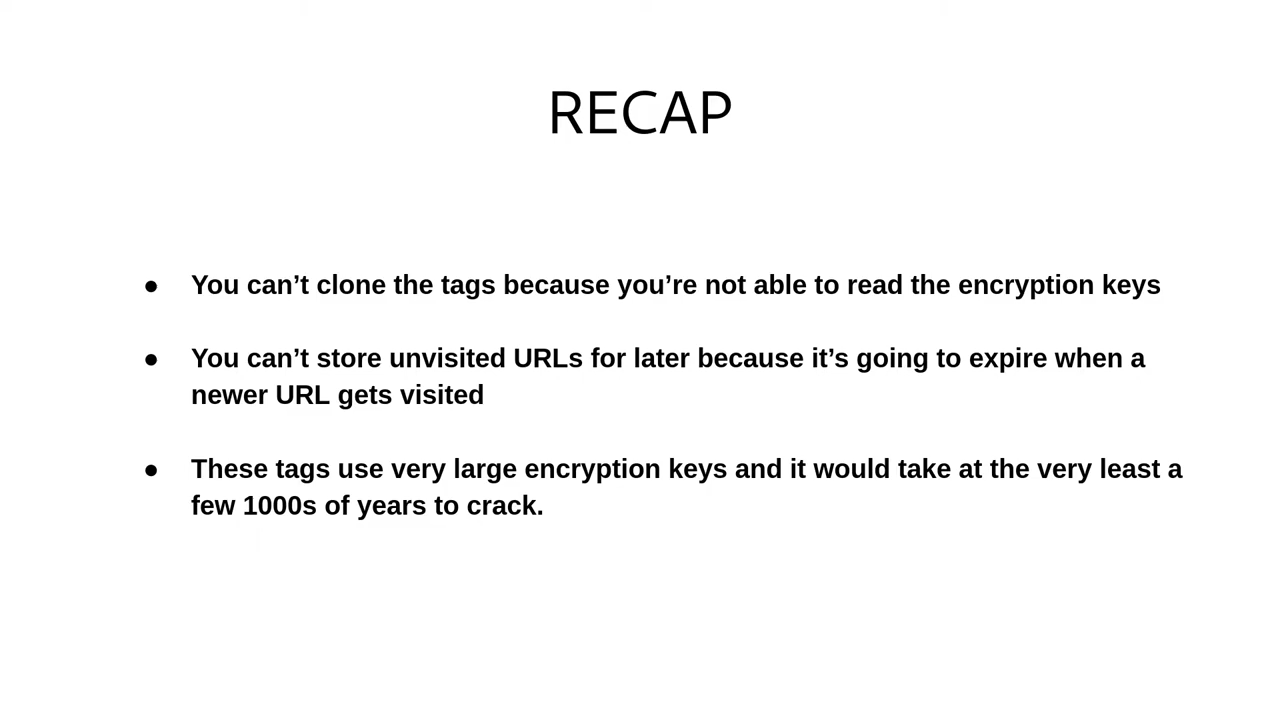 RECAP
● You can’t clone the tags because you’re not able to read the encryption keys
● You can’t store unvisited URLs for later because it’s going to expire when a
newer URL gets visited
● These tags use very large encryption keys and it would take at the very least a
few 1000s of years to crack.